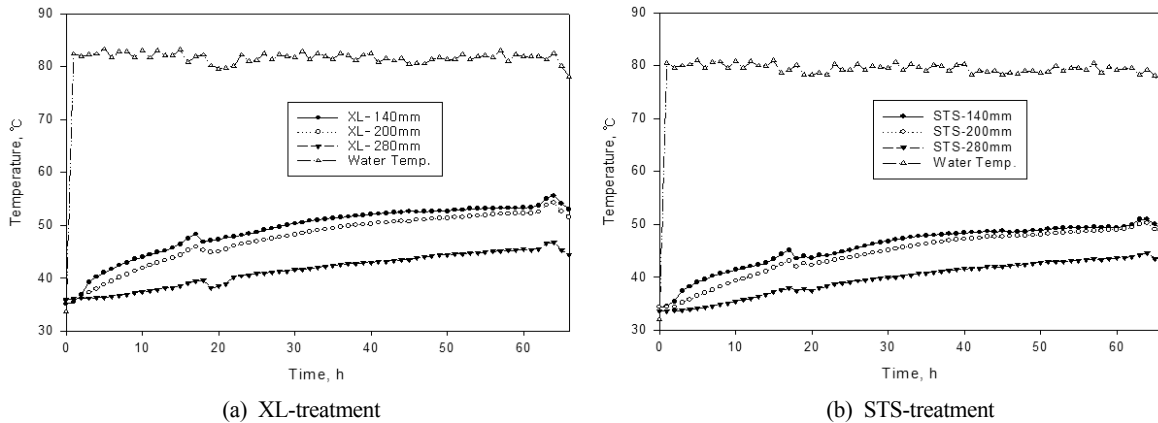 90
80
70
60
50
40
30
Temperature, ℃
XL- 140mm
XL- 200mm
XL- 280mm
Water Temp.
0
10
20
30
40
50
60
Time, h
(a) XL-treatment
90
80
70
60
50
40
30
Temperature, ℃
STS-140mm
STS-200mm
STS-280mm
Water Temp.
0
10
20
30
40
50
60
Time, h
(b) STS-treatment